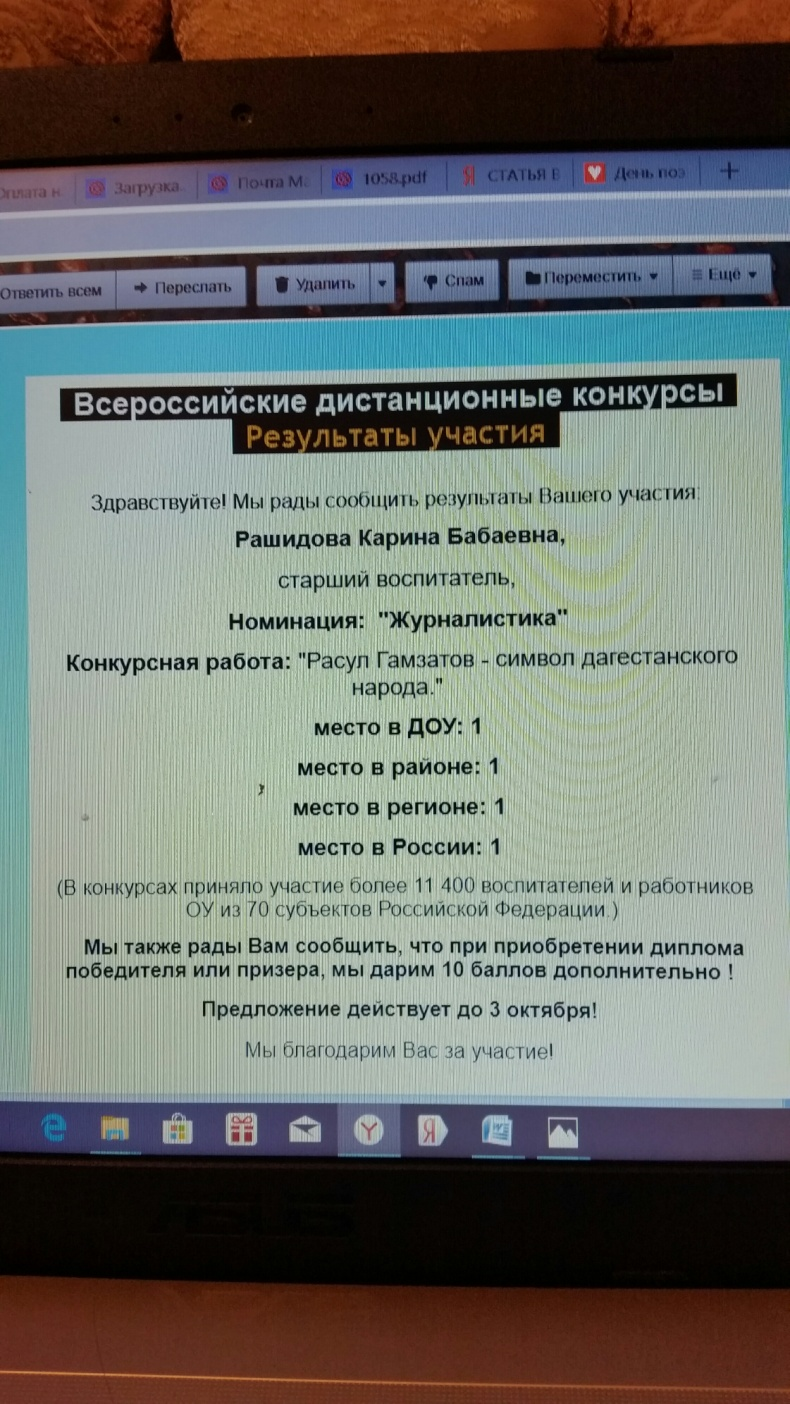 Оплата н
Загрузка..
Почта Ма
1058.pdf
СТАТЬЯ В
День поэ
Ответить всем
Переслать
Удалить
Спам
Переместить
Ещё
Всероссийские дистанционные конкурсы
Результаты участия
Здравствуйте! Мы рады сообщить результаты Вашего участия:
Рашидова Карина Бабаевна,
старший воспитатель,
Номинация: "Журналистика"
Конкурсная работа: "Расул Гамзатов - символ дагестанского
народа."
место в ДОУ: 1
место в районе: 1
место в регионе: 1
место в России: 1
(В конкурсах приняло участие более 11 400 воспитателей и работников
ОУ из 70 субъектов Российской Федерации.)
Мы также рады Вам сообщить, что при приобретении диплома
победителя или призера, мы дарим 10 баллов дополнительно !
Предложение действует до 3 октября!
Мы благодарим Вас за участие!
ASUS